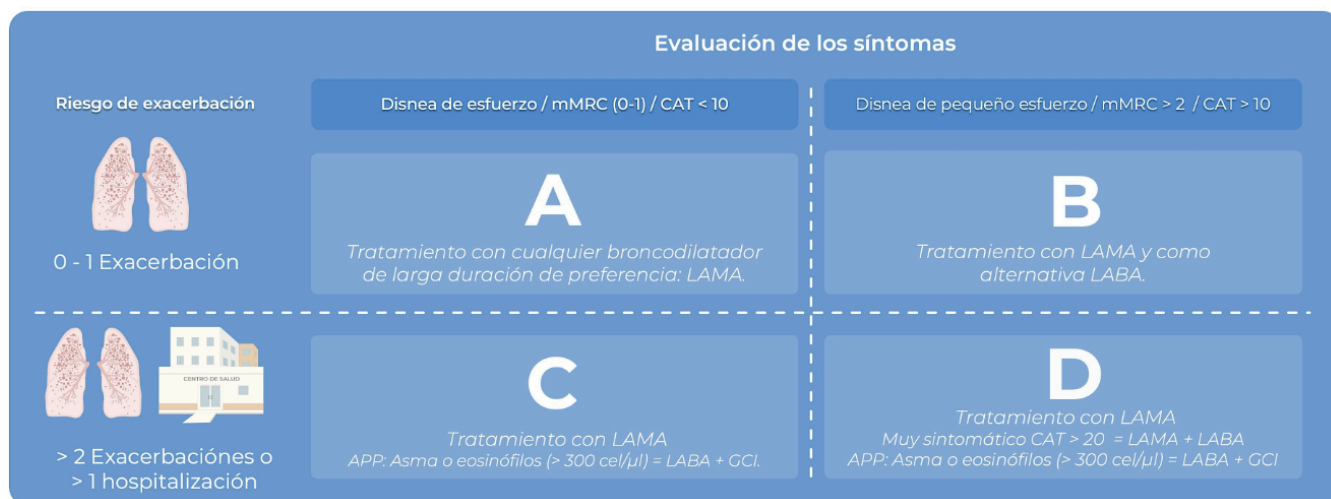 Evaluación de los síntomas
Riesgo de exacerbación
Disnea de esfuerzo / mMRC (0-1) / CAT < 10
Disnea de pequeño esfuerzo / mMRC > 2 / CAT > 10
0 - 1 Exacerbación
A
Tratamiento con cualquier broncodilatador
de larga duración de preferencia: LAMA.
B
Tratamiento con LAMA y como
alternativa LABA.
CENTRO DE SALUD
> 2 Exacerbaciónes o
> 1 hospitalización
C
Tratamiento con LAMA
APP: Asma o eosinófilos (> 300 cel/µl) = LABA + GCI.
D
Tratamiento con LAMA
Muy sintomático CAT > 20 = LAMA + LABA
APP: Asma o eosinófilos (> 300 cel/µl) = LABA + GCI